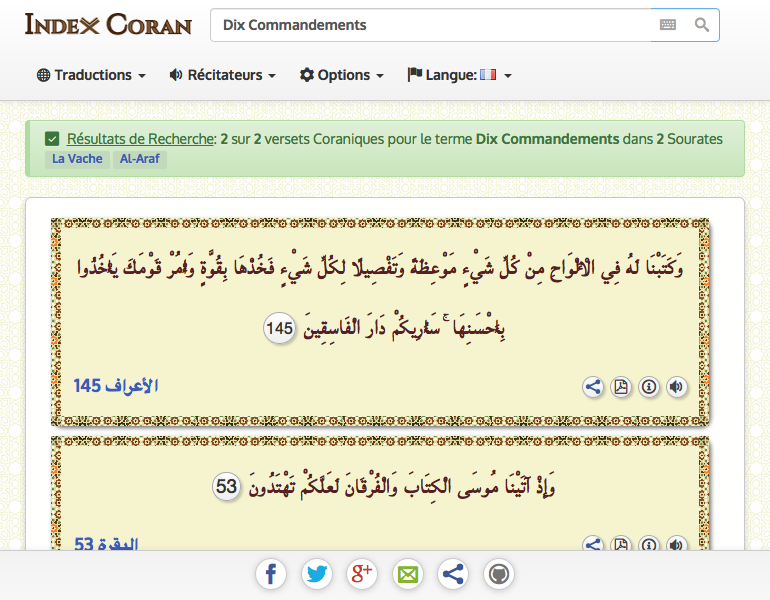 Index Coran
Dix Commandements
Traductions
Récitateurs
Options
Langue:
Résultats de Recherche: 2 sur 2 versets Coraniques pour le terme Dix Commandements dans 2 Sourates
La Vache Al-Araf
وَكَتَبْنَا لَهُ فِي الْأَلْوَاحِ مِنْ كُلِّ شَيْءٍ مَوْعِظَةً وَتَفْصِيلًا لِكُلِّ شَيْءٍ فَخُذْهَا بِقُوَّةٍ وَأْمُرْ قَوْمَكَ يَأْخُذُوا
بِأَحْسَنِهَا ۚ سَأُرِيكُمْ دَارَ الْفَاسِقِينَ 145
الأعراف 145
وَإِذْ آتَيْنَا مُوسَى الْكِتَابَ وَالْفُرْقَانَ لَعَلَّكُمْ تَهْتَدُونَ 53
البقرة 53